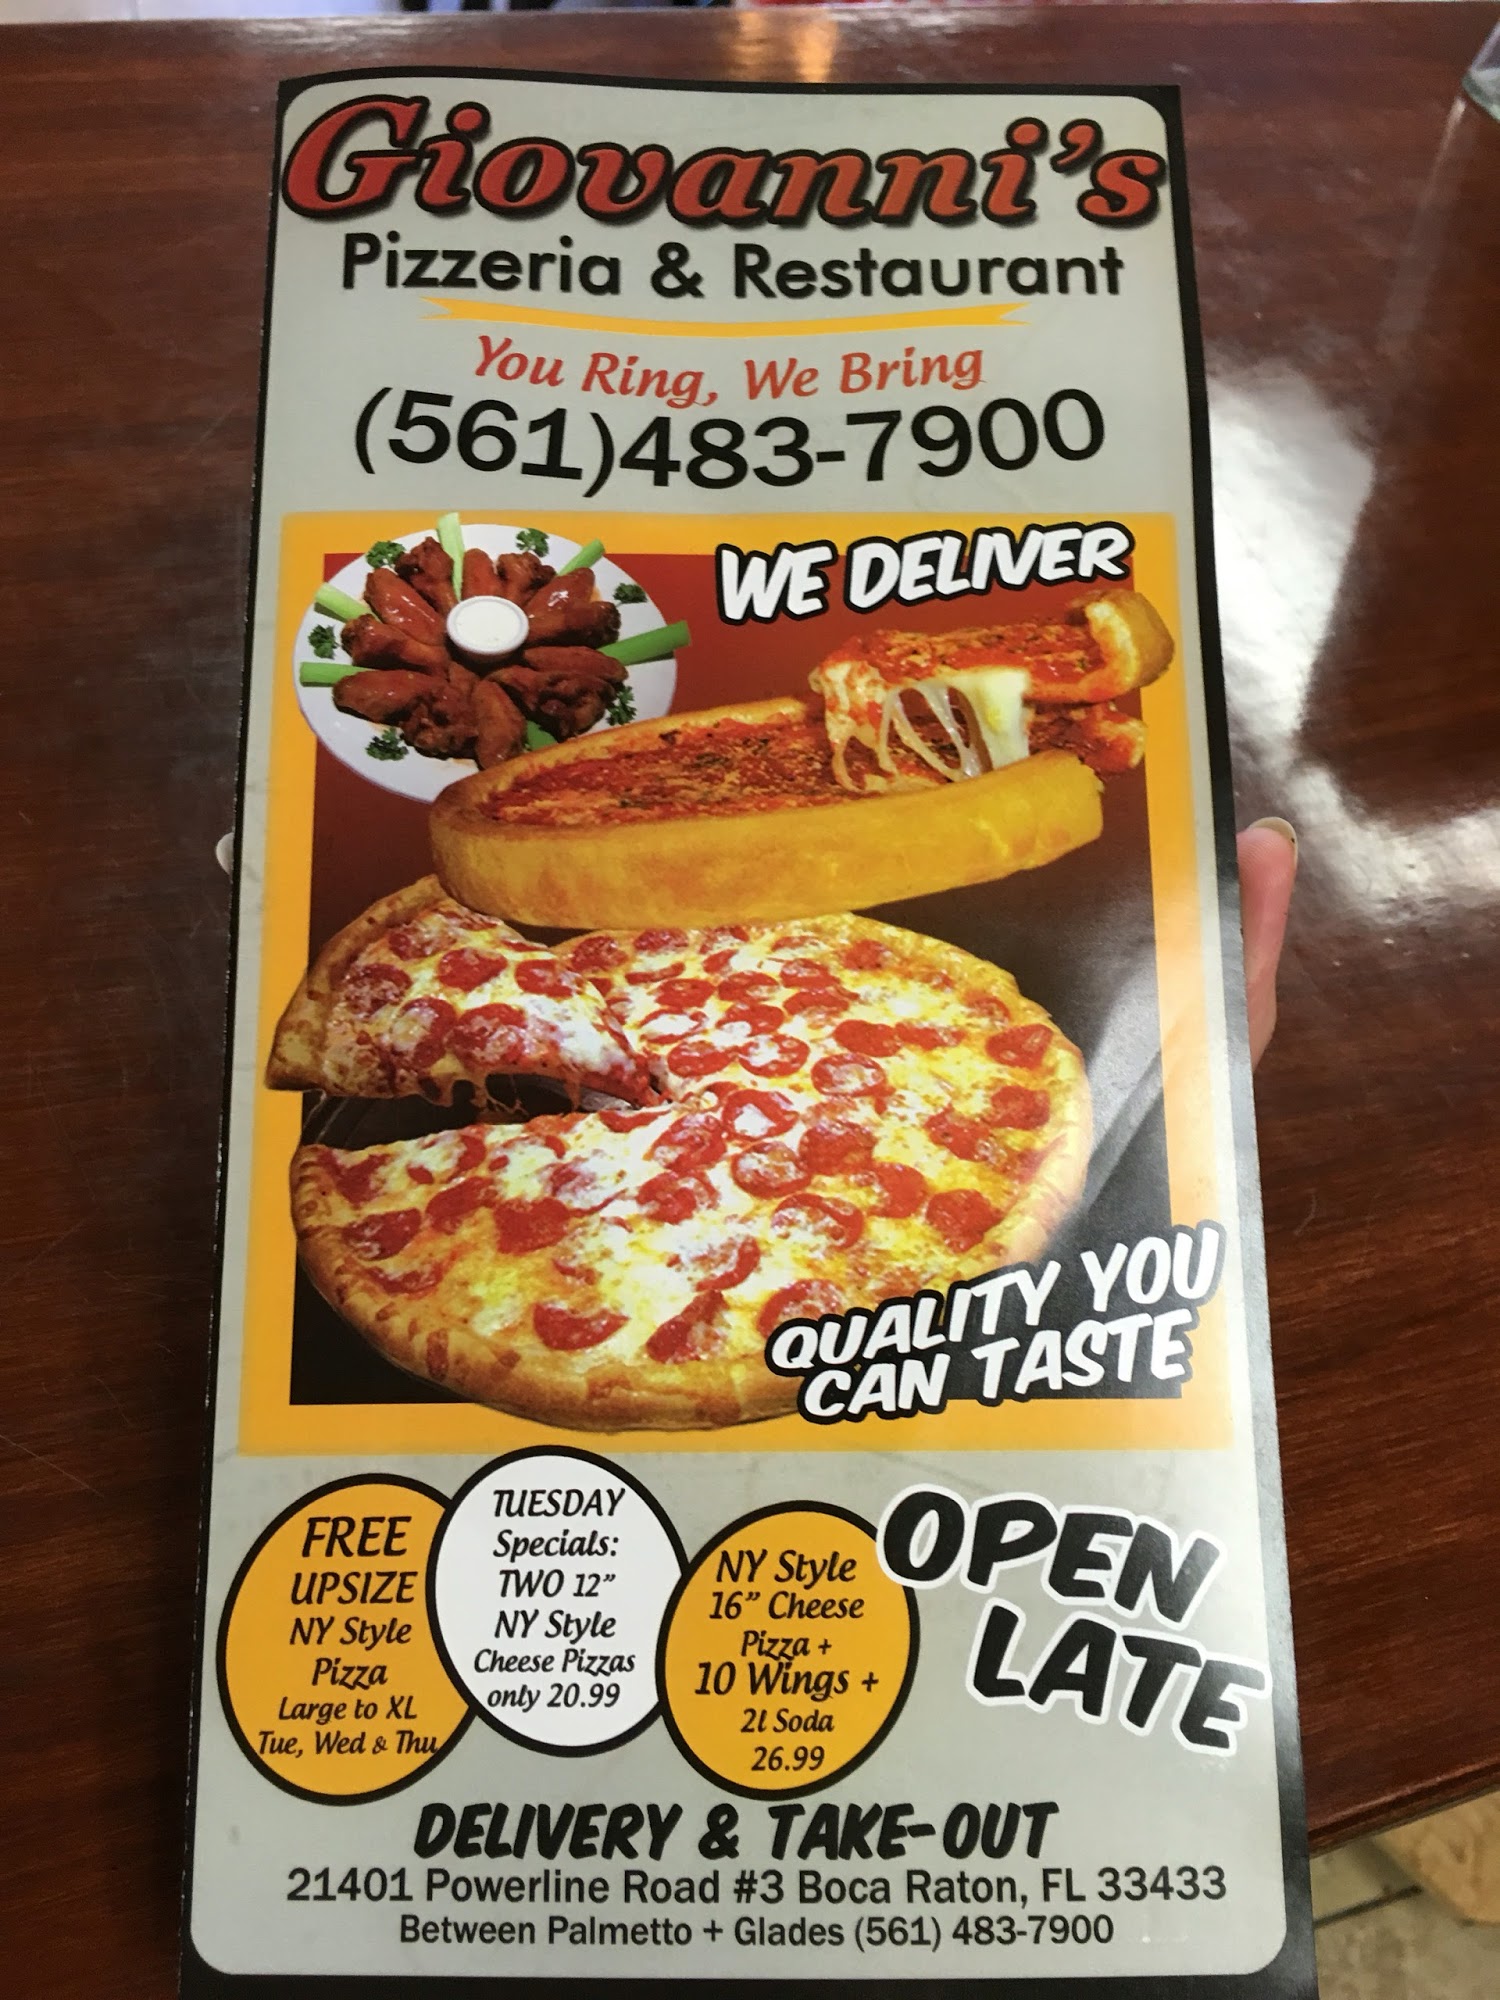 Giovanni's
Pizzeria & Restaurant
You Ring, We Bring
(561)483-7900
WE DELIVER
QUALITY YOU
CAN TASTE
FREE
UPSIZE
NY Style
Pizza
Large to XL
Tue, Wed & Thu
TUESDAY
Specials:
TWO 12"
NY Style
Cheese Pizzas
only 20.99
NY Style
16" Cheese
Pizza +
10 Wings +
2l Soda
26.99
OPEN
LATE
DELIVERY & TAKE-OUT
21401 Powerline Road #3 Boca Raton, FL 33433
Between Palmetto + Glades (561) 483-7900